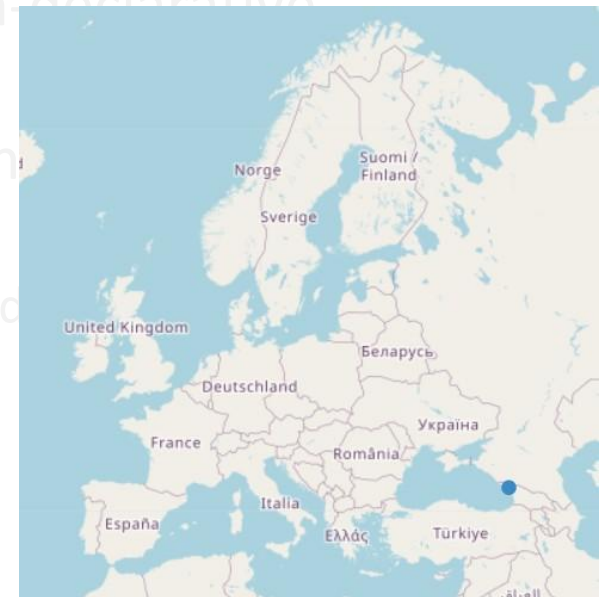 Norge
Suomi /
Finland
Sverige
United Kingdom
Беларусь
Deutschland
Україна
France
România
Italia
España
Ελλάς
Türkiye